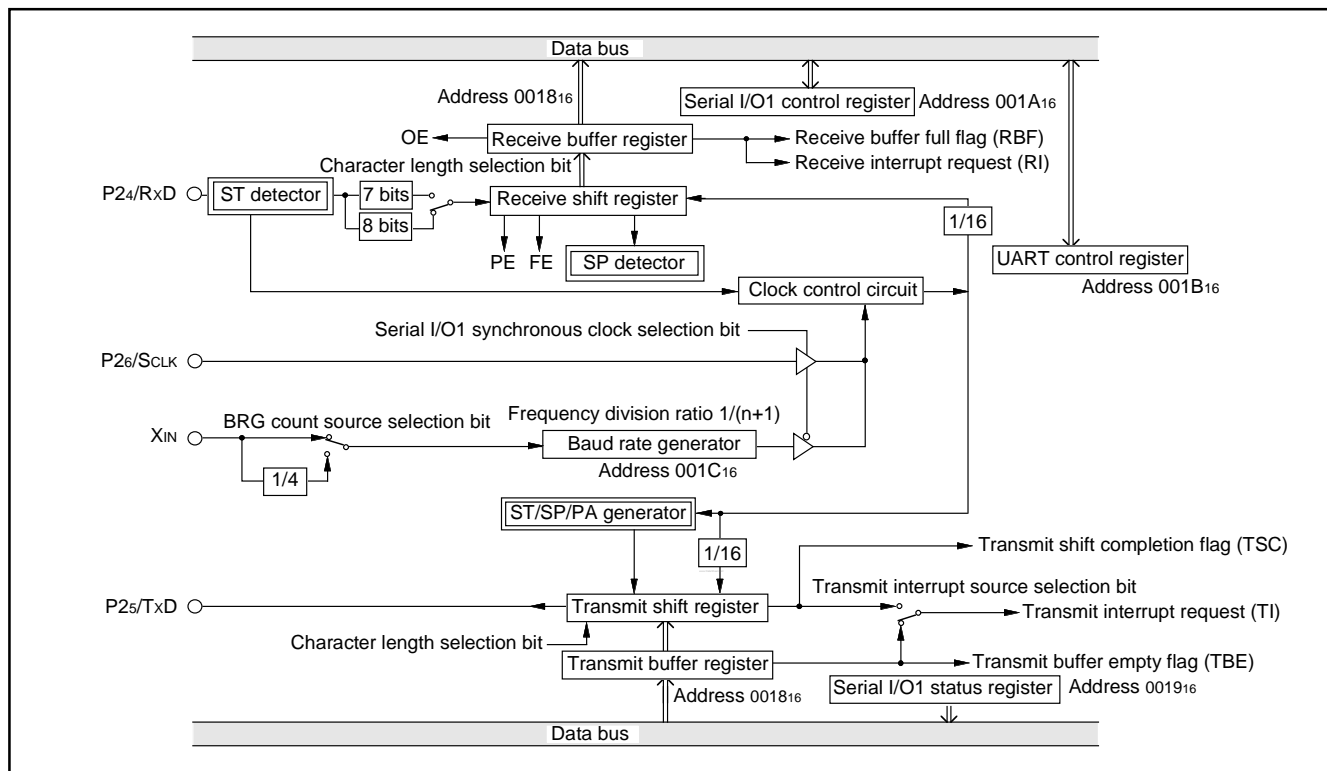 Data bus
Address 0018₁₆
Serial I/O1 control register
Address 001A₁₆
OE
Receive buffer register
Receive buffer full flag (RBF)
Receive interrupt request (RI)
Character length selection bit
P2₄/RxD
ST detector
7 bits
8 bits
Receive shift register
1/16
PE
FE
SP detector
UART control register
Address 001B₁₆
Clock control circuit
Serial I/O1 synchronous clock selection bit
P2₆/SCLK
XIN
BRG count source selection bit
1/4
Frequency division ratio 1/(n+1)
Baud rate generator
Address 001C₁₆
ST/SP/PA generator
1/16
Transmit shift completion flag (TSC)
Transmit interrupt source selection bit
P2₅/TxD
Transmit shift register
Transmit interrupt request (TI)
Character length selection bit
Transmit buffer register
Transmit buffer empty flag (TBE)
Address 0018₁₆
Serial I/O1 status register
Address 0019₁₆
Data bus